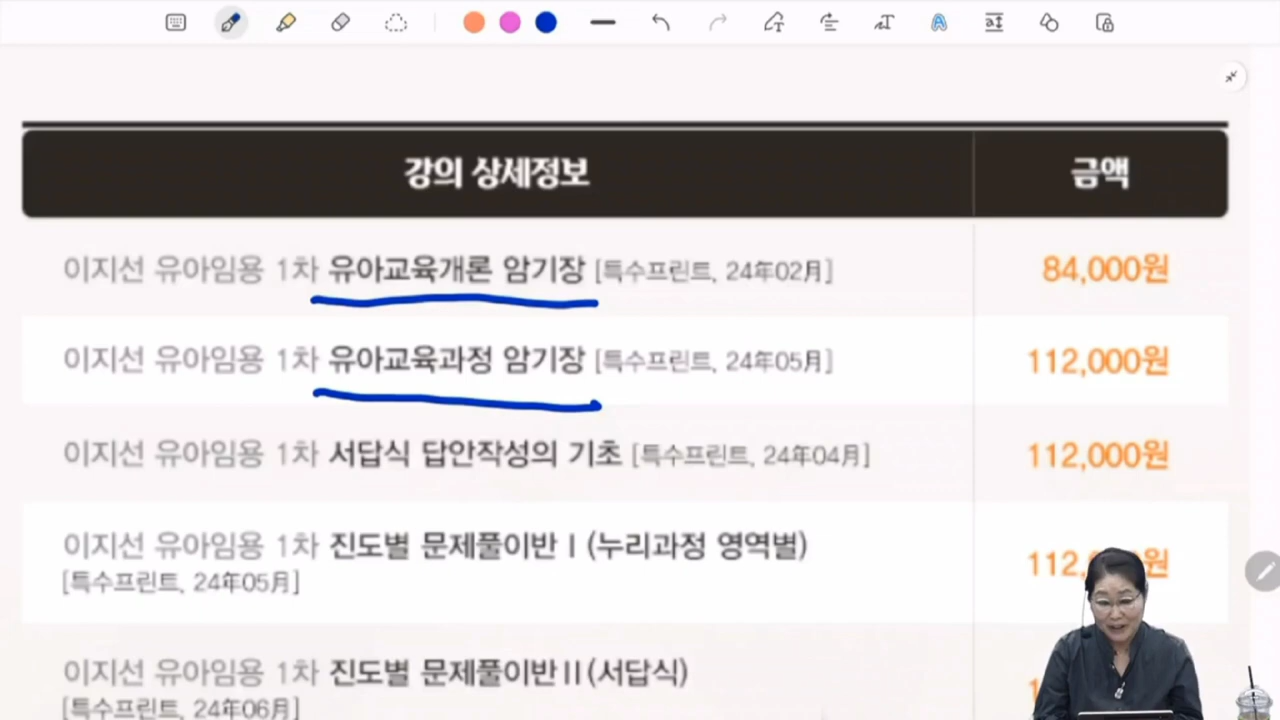 강의 상세정보 금액
이지선 유아임용 1차 유아교육개론 암기장 [특수프린트, 24年02月] 84,000원
이지선 유아임용 1차 유아교육과정 암기장 [특수프린트, 24年05月] 112,000원
이지선 유아임용 1차 서답식 답안작성의 기초 [특수프린트, 24年04月] 112,000원
이지선 유아임용 1차 진도별 문제풀이반Ⅰ(누리과정 영역별)
[특수프린트, 24年05月]
이지선 유아임용 1차 진도별 문제풀이반Ⅱ(서답식)
[특수프린트, 24年06月]